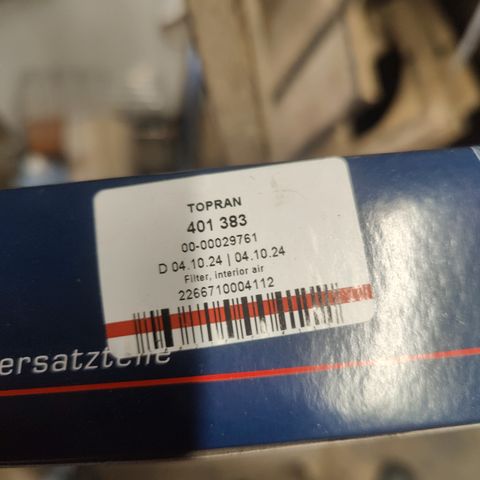 TOPRAN
401 383
00-00029761
D 04.10.24 | 04.10.24
Filter, interior air
2266710004112
ersatzteile